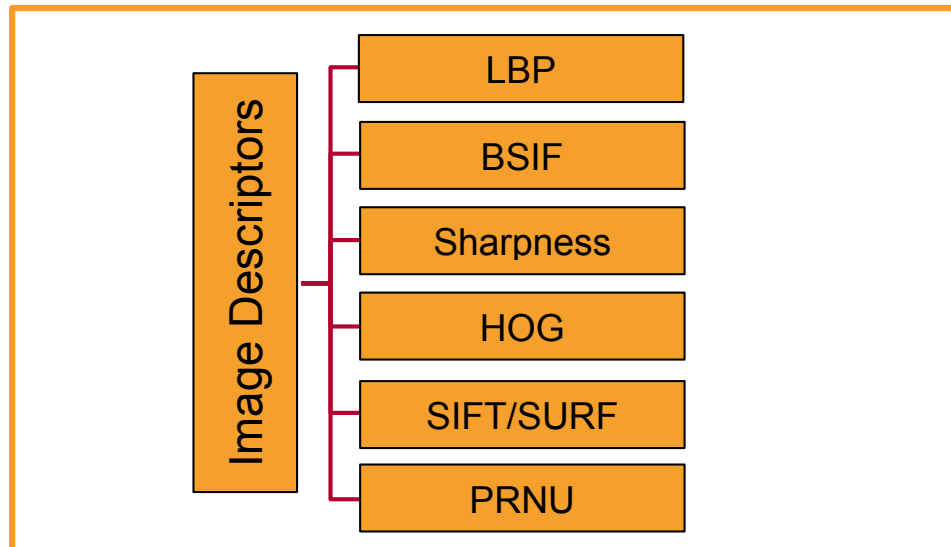 Image Descriptors
LBP
BSIF
Sharpness
HOG
SIFT/SURF
PRNU